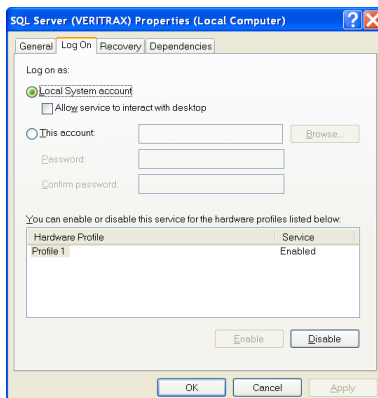 SQL Server (VERITRAX) Properties (Local Computer)
General Log On Recovery Dependencies
Log on as:
Local System account
Allow service to interact with desktop
This account: Browse...
Password:
Confirm password:
You can enable or disable this service for the hardware profiles listed below:
Hardware Profile Service
Profile 1 Enabled
Enable Disable
OK Cancel Apply